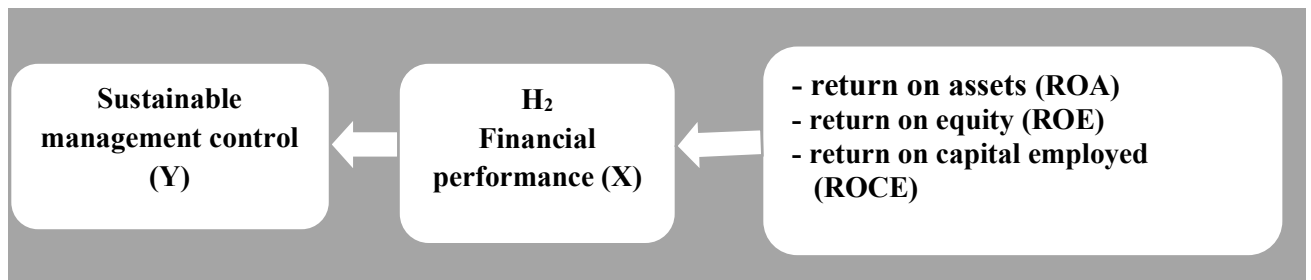 Sustainable
management control
(Y)
H₂
Financial
performance (X)
- return on assets (ROA)
- return on equity (ROE)
- return on capital employed
(ROCE)